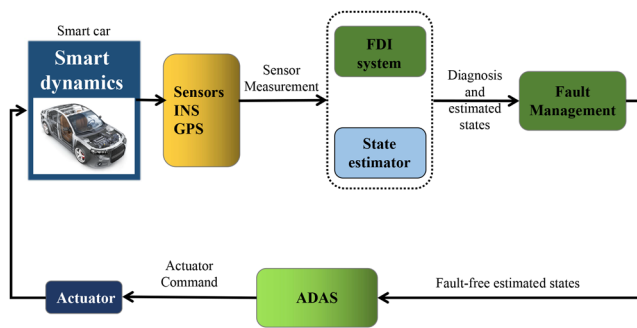 Smart car
Smart
dynamics
Sensors
INS
GPS
Sensor
Measurement
FDI
system
State
estimator
Diagnosis
and
estimated
states
Fault
Management
Actuator
Actuator
Command
ADAS
Fault-free estimated states